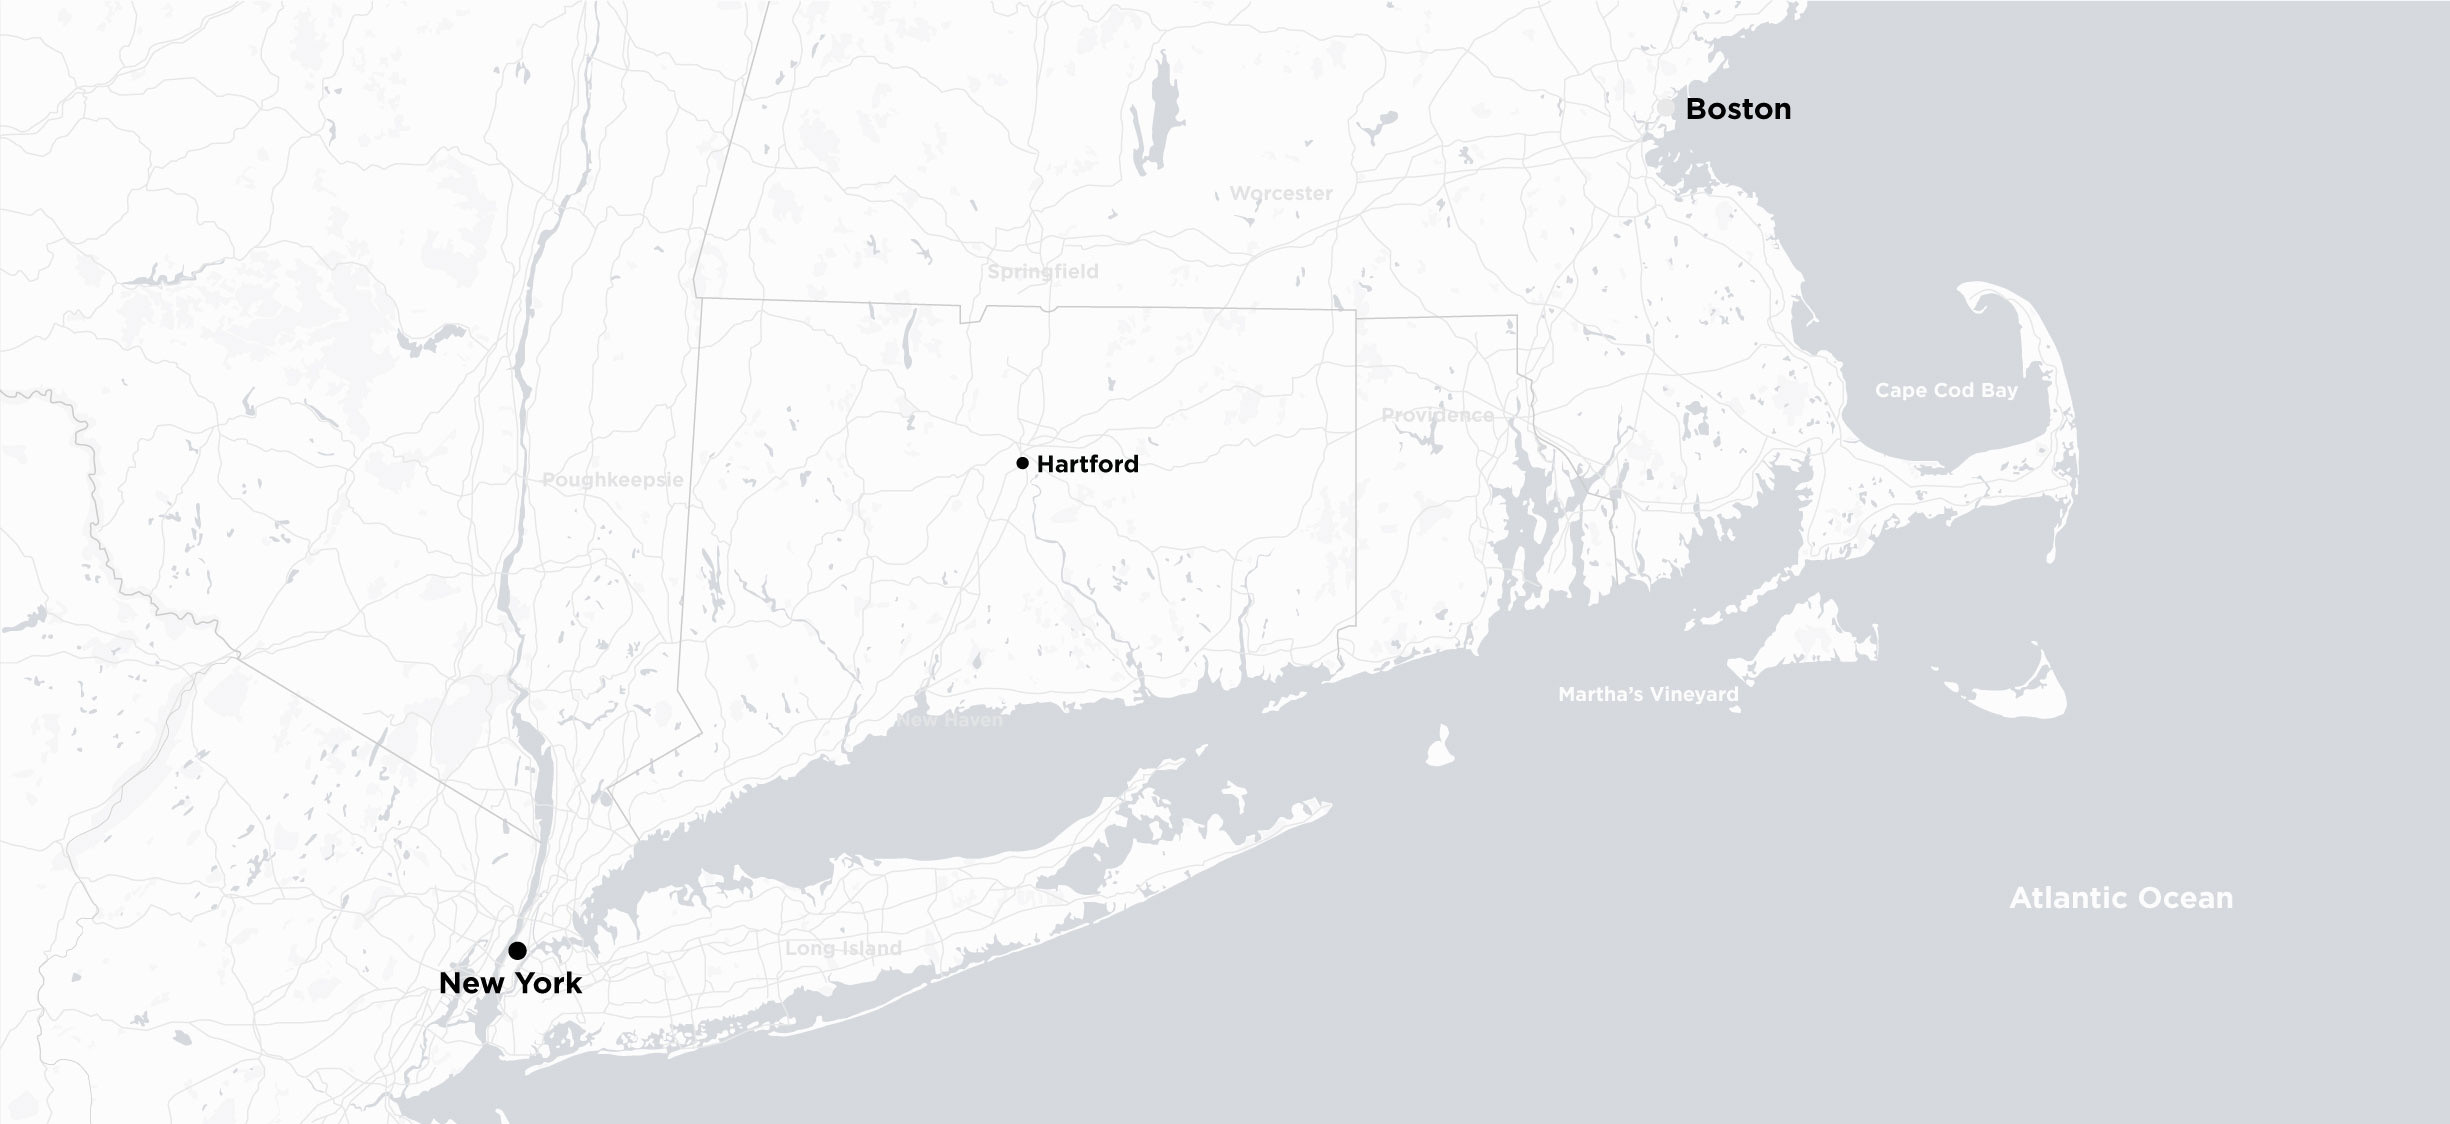 Boston
Worcester
Springfield
Cape Cod Bay
Providence
Hartford
Poughkeepsie
Martha’s Vineyard
New Haven
Atlantic Ocean
Long Island
New York